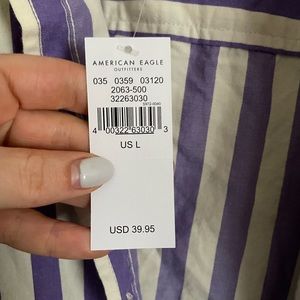 AMERICAN EAGLE
OUTFITTERS
035 0359 03120
2063-500
32263030
4 00322 63030 3
US L
USD 39.95